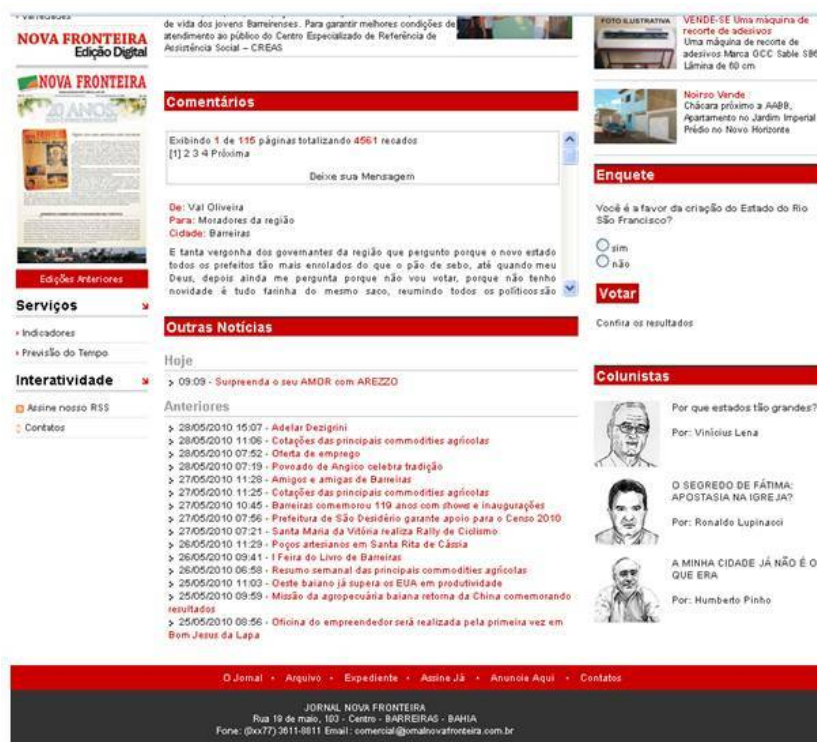 Variedades
NOVA FRONTEIRA
Edição Digital
NOVA FRONTEIRA
20 ANOS
Edições Anteriores
Serviços
Indicadores
Previsão do Tempo
Interatividade
Assine nosso RSS
Contatos
de vida dos jovens Barreirenses. Para garantir melhores condições de
atendimento ao público do Centro Especializado de Referência de
Assistência Social – CREAS
Comentários
Exibindo 1 de 115 páginas totalizando 4561 recados
[1] 2 3 4 Próxima
Deixe sua Mensagem
De: Val Oliveira
Para: Moradores da região
Cidade: Barreiras
E tanta vergonha dos governantes da região que pergunto porque o novo estado
todos os prefeitos tão mais enrolados do que o pão de sebo, até quando meu
Deus, depois ainda me pergunta porque não vou votar, porque não tenho
novidade é tudo farinha do mesmo saco, reumindo todos os políticos são
Outras Notícias
Hoje
09:09 - Surpreenda o seu AMOR com AREZZO
Anteriores
28/05/2010 15:07 - Adelar Dezigrini
28/05/2010 11:06 - Cotações das principais commodities agrícolas
28/05/2010 07:52 - Oferta de emprego
28/05/2010 07:19 - Povoado de Angico celebra tradição
27/05/2010 11:28 - Amigos e amigas de Barreiras
27/05/2010 11:25 - Cotações das principais commodities agrícolas
27/05/2010 10:45 - Barreiras comemorou 119 anos com shows e inaugurações
27/05/2010 07:56 - Prefeitura de São Desidério garante apoio para o Censo 2010
27/05/2010 07:21 - Santa Maria da Vitória realiza Rally de Ciclismo
26/05/2010 11:29 - Poços artesianos em Santa Rita de Cássia
26/05/2010 09:41 - I Feira do Livro de Barreiras
26/05/2010 06:58 - Resumo semanal das principais commodities agrícolas
25/05/2010 11:03 - Oeste baiano já supera os EUA em produtividade
25/05/2010 09:59 - Missão da agropecuária baiana retorna da China comemorando
resultados
25/05/2010 08:56 - Oficina do empreendedor será realizada pela primeira vez em
Bom Jesus da Lapa
FOTO ILUSTRATIVA
VENDE-SE Uma máquina de
recorte de adesivos
Uma máquina de recorte de
adesivos Marca GCC Sable SB6
Lâmina de 60 cm
Noirso Vende
Chácara próximo a AABB,
Apartamento no Jardim Imperial
Prédio no Novo Horizonte
Enquete
Você é a favor da criação do Estado do Rio
São Francisco?
sim
não
Votar
Confira os resultados
Colunistas
Por que estados tão grandes?
Por: Vinícius Lena
O SEGREDO DE FÁTIMA:
APOSTASIA NA IGREJA?
Por: Ronaldo Lupinacci
A MINHA CIDADE JÁ NÃO É O
QUE ERA
Por: Humberto Pinho
O Jornal • Arquivo • Expediente • Assine Já • Anuncie Aqui • Contatos
JORNAL NOVA FRONTEIRA
Rua 19 de maio, 103 - Centro - BARREIRAS - BAHIA
Fone: (0xx77) 3611-8811 Email: comercial@jornalnovafronteira.com.br